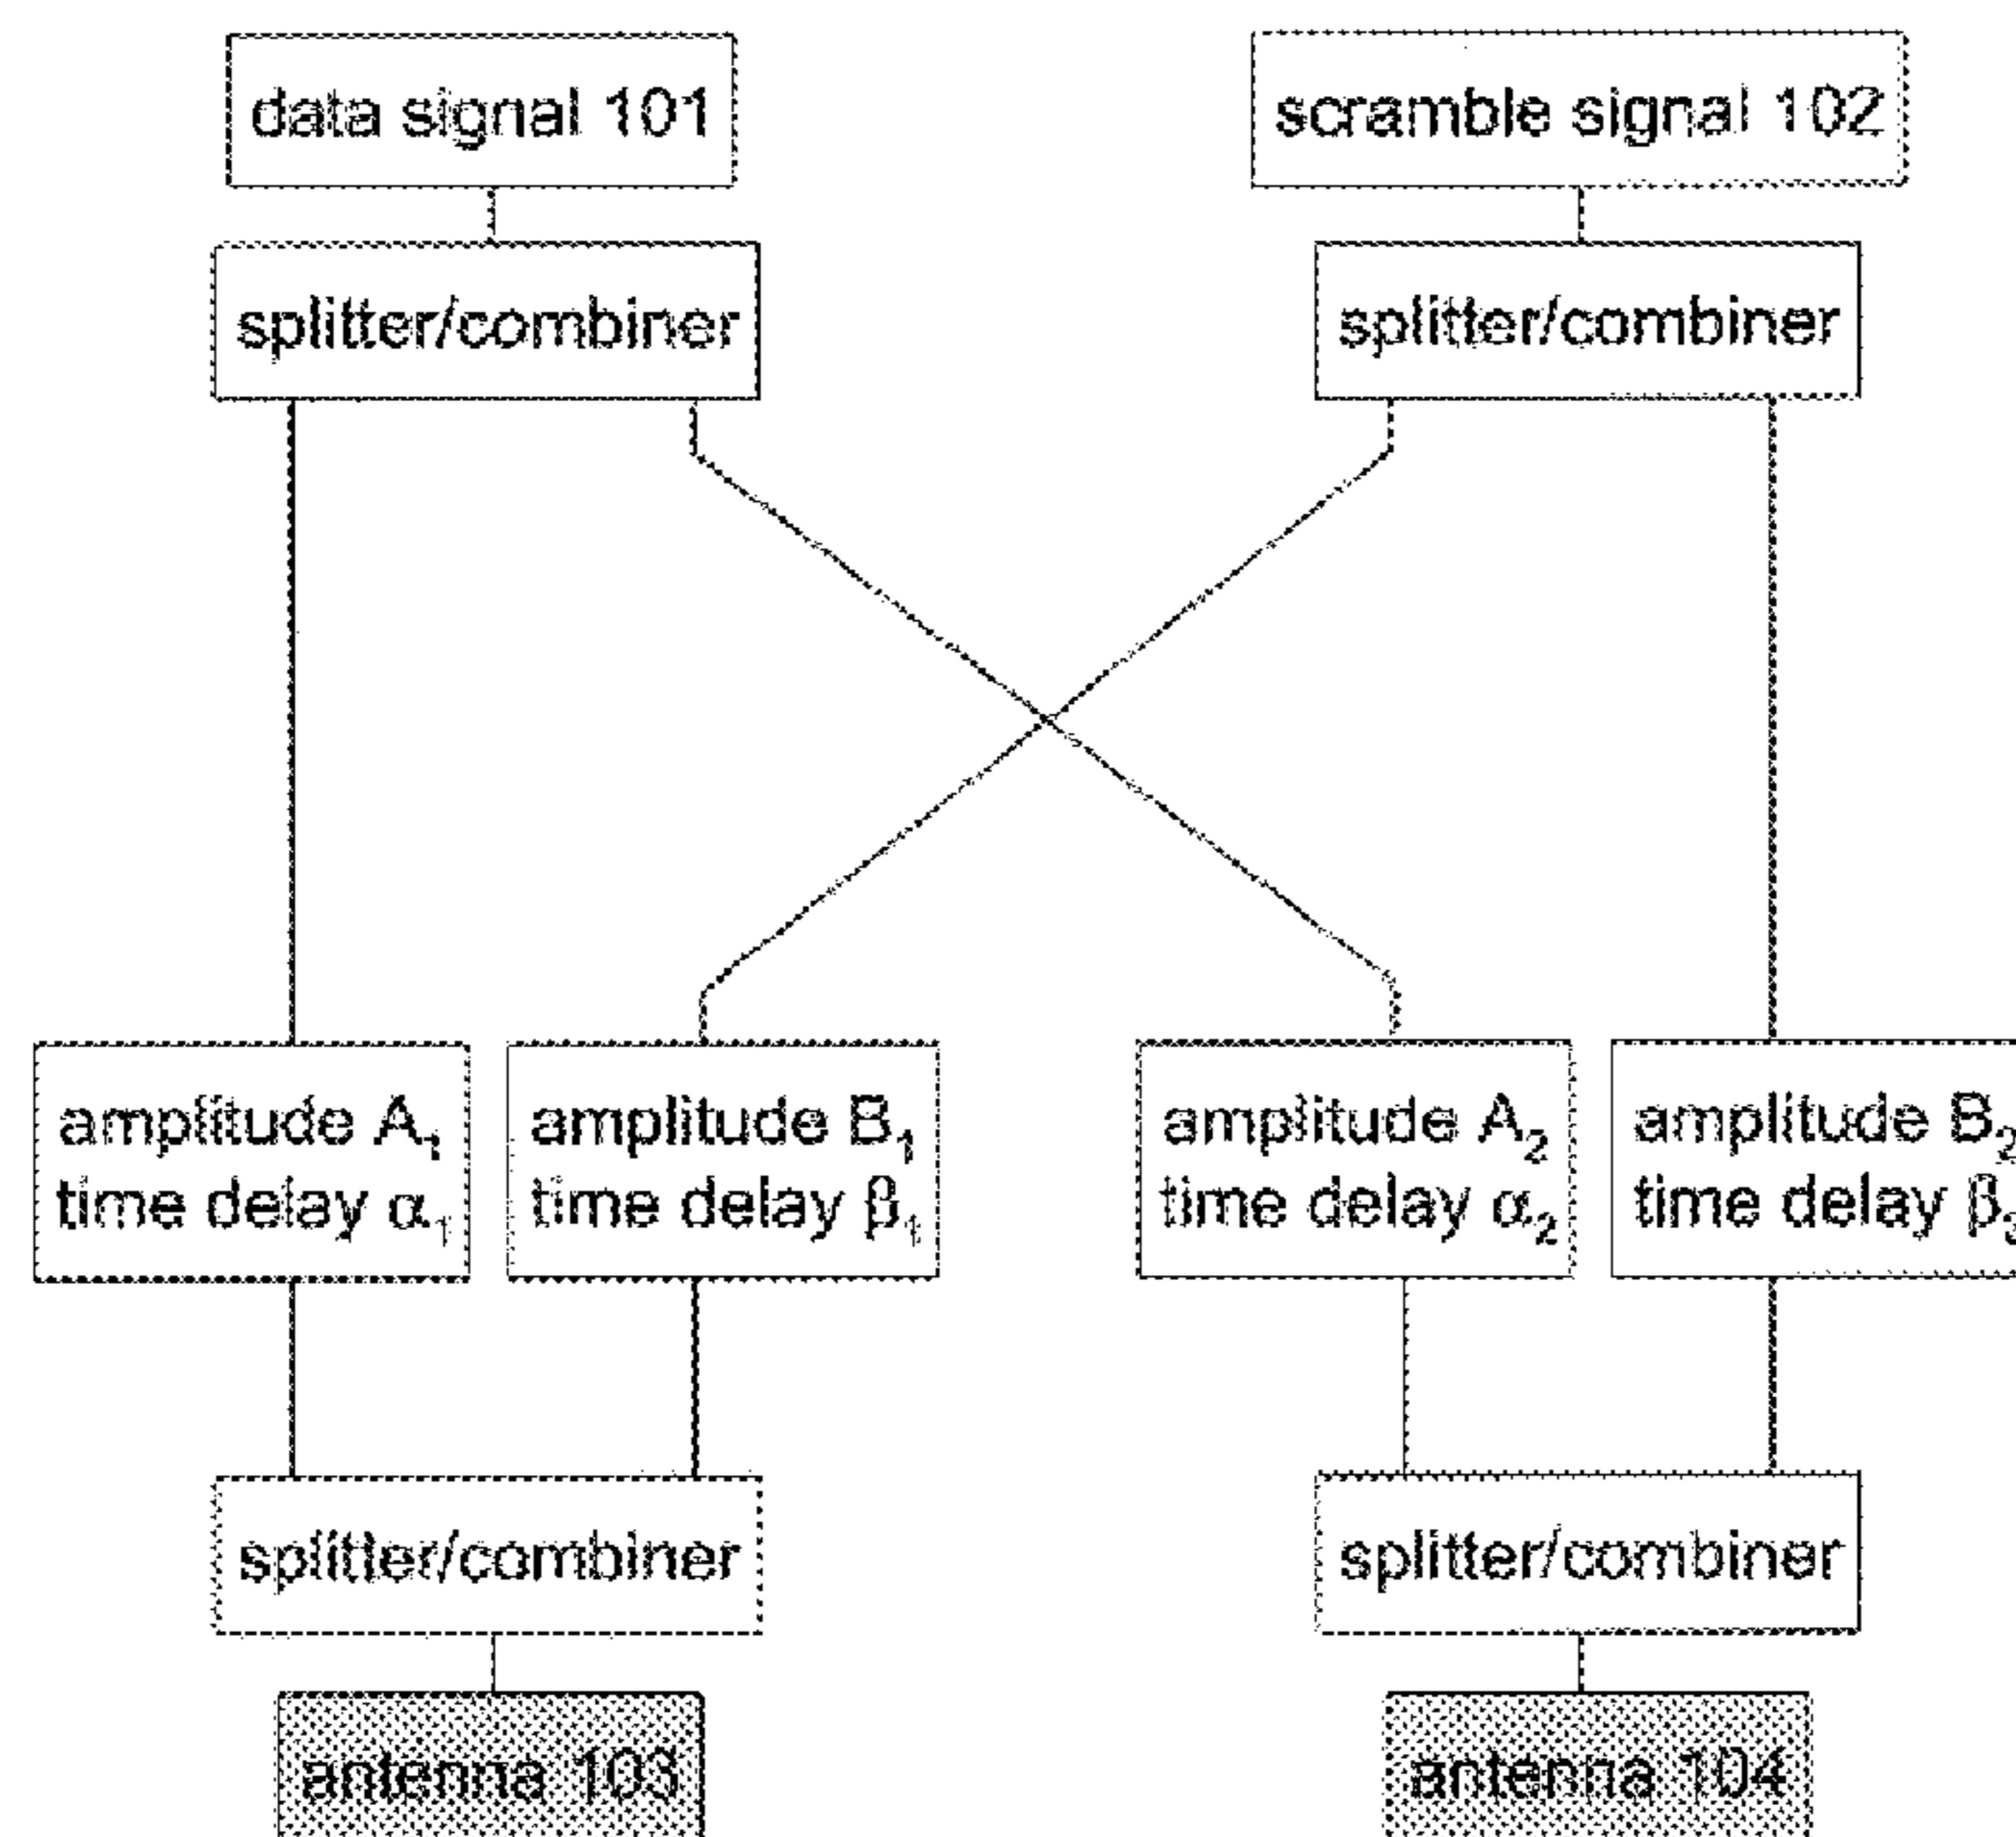 data signal 101
scramble signal 102
splitter/combiner
splitter/combiner
amplitude A₁
time delay α₁
amplitude B₁
time delay β₁
amplitude A₂
time delay α₂
amplitude B₂
time delay β
splitter/combiner
splitter/combiner
antenna 103
antenna 104